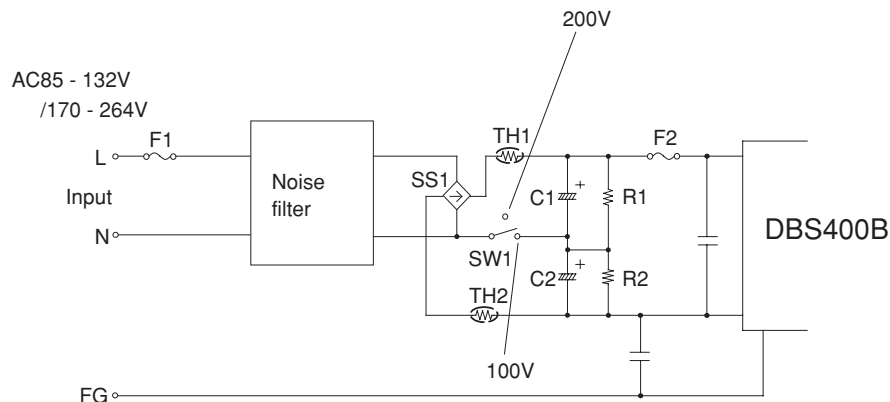 200V
AC85 - 132V
/170 - 264V
F1
TH1
F2
L
SS1
C1
+
R1
Input
Noise
filter
DBS400B
N
SW1
+
C2
R2
TH2
100V
FG